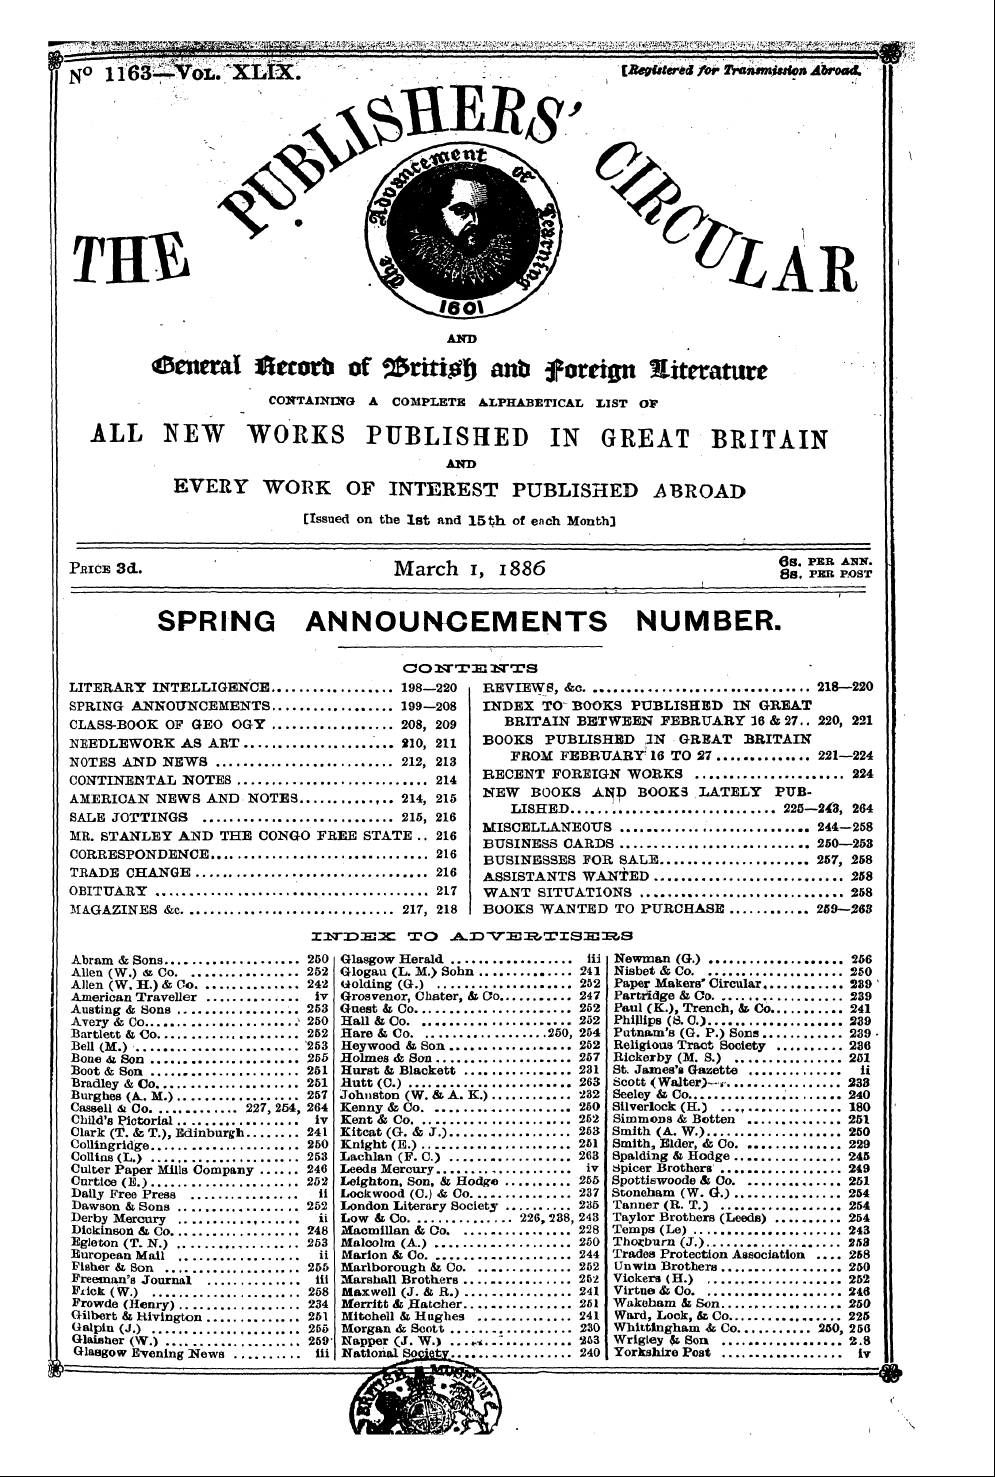 No 1163—VOL. XLIX.
[Registered for Transmission Abroad.
THE PUBLISHERS' CIRCULAR
The Advancement of Learning
1601
AND
General Record of British and Foreign Literature
CONTAINING A COMPLETE ALPHABETICAL LIST OF
ALL NEW WORKS PUBLISHED IN GREAT BRITAIN
AND
EVERY WORK OF INTEREST PUBLISHED ABROAD
[Issued on the 1st and 15th of each Month]
PRICE 3d.
March 1, 1886
6s. PER ANN.
8s. PER POST
SPRING ANNOUNCEMENTS NUMBER.
CONTENTS
LITERARY INTELLIGENCE 198—220
SPRING ANNOUNCEMENTS 199—208
CLASS-BOOK OF GEO OGY 208, 209
NEEDLEWORK AS ART 210, 211
NOTES AND NEWS 212, 213
CONTINENTAL NOTES 214
AMERICAN NEWS AND NOTES 214, 215
SALE JOTTINGS 215, 216
MR. STANLEY AND THE CONGO FREE STATE .. 216
CORRESPONDENCE 216
TRADE CHANGE 216
OBITUARY 217
MAGAZINES &c. 217, 218
REVIEWS, &c. 218—220
INDEX TO BOOKS PUBLISHED IN GREAT
BRITAIN BETWEEN FEBRUARY 16 & 27.. 220, 221
BOOKS PUBLISHED IN GREAT BRITAIN
FROM FEBRUARY 16 TO 27 221—224
RECENT FOREIGN WORKS 224
NEW BOOKS AND BOOKS LATELY PUB-
LISHED 225—243, 264
MISCELLANEOUS 244—258
BUSINESS CARDS 250—253
BUSINESSES FOR SALE 257, 258
ASSISTANTS WANTED 258
WANT SITUATIONS 258
BOOKS WANTED TO PURCHASE 259—263
INDEX TO ADVERTISERS
Abram & Sons 250
Allen (W.) & Co. 252
Allen (W. H.) & Co. 242
American Traveller iv
Austing & Sons 253
Avery & Co. 250
Bartlett & Co. 252
Bell (M.) 253
Bone & Son 255
Boot & Son 251
Bradley & Co. 251
Burghes (A. M.) 257
Cassell & Co. 227, 254, 264
Child's Pictorial iv
Clark (T. & T.), Edinburgh 241
Collingridge 250
Collins (L.) 253
Culter Paper Mills Company 246
Curtice (E.) 252
Daily Free Press ii
Dawson & Sons 252
Derby Mercury ii
Dickinson & Co. 248
Egleton (T. N.) 253
European Mail ii
Fisher & Son 255
Freeman's Journal iii
Frick (W.) 258
Frowde (Henry) 234
Gilbert & Rivington 251
Galpin (J.) 255
Glaisher (W.) 259
Glasgow Evening News iii
Glasgow Herald iii
Glogau (L. M.) Sohn 241
Golding (G.) 252
Grosvenor, Chater, & Co. 247
Guest & Co. 252
Hall & Co. 252
Hare & Co. 250, 254
Heywood & Son 252
Holmes & Son 257
Hurst & Blackett 231
Hutt (C.) 263
Johnston (W. & A. K.) 232
Kenny & Co. 250
Kent & Co. 252
Kitcat (G. & J.) 253
Knight (E.) 251
Lachlan (F. C.) 263
Leeds Mercury iv
Leighton, Son, & Hodge 255
Lockwood (C.) & Co. 237
London Literary Society 235
Low & Co. 226, 238, 243
Macmillan & Co. 228
Malcolm (A.) 250
Marion & Co. 244
Marlborough & Co. 252
Marshall Brothers 252
Maxwell (J. & R.) 241
Merritt & Hatcher 251
Mitchell & Hughes 241
Morgan & Scott 230
Napper (J. W.) 253
National Society 240
Newman (G.) 256
Nisbet & Co. 250
Paper Makers' Circular 239
Partridge & Co. 239
Paul (K.), Trench, & Co. 241
Phillips (S. C.) 239
Putnam's (G. P.) Sons 239
Religious Tract Society 236
Rickerby (M. S.) 251
St. James's Gazette ii
Scott (Walter) 233
Seeley & Co. 240
Silverlock (H.) 180
Simmons & Botten 251
Smith (A. W.) 250
Smith, Elder, & Co. 229
Spalding & Hodge 245
Spicer Brothers 249
Spottiswoode & Co. 251
Stoneham (W. G.) 254
Tanner (R. T.) 254
Taylor Brothers (Leeds) 254
Temps (Le) 243
Thorburn (J.) 253
Trades Protection Association 258
Unwin Brothers 250
Vickers (H.) 252
Virtue & Co. 246
Wakeham & Son 250
Ward, Lock, & Co. 225
Whittingham & Co. 250, 256
Wrigley & Son 2.8
Yorkshire Post iv
BRITISH MUSEUM